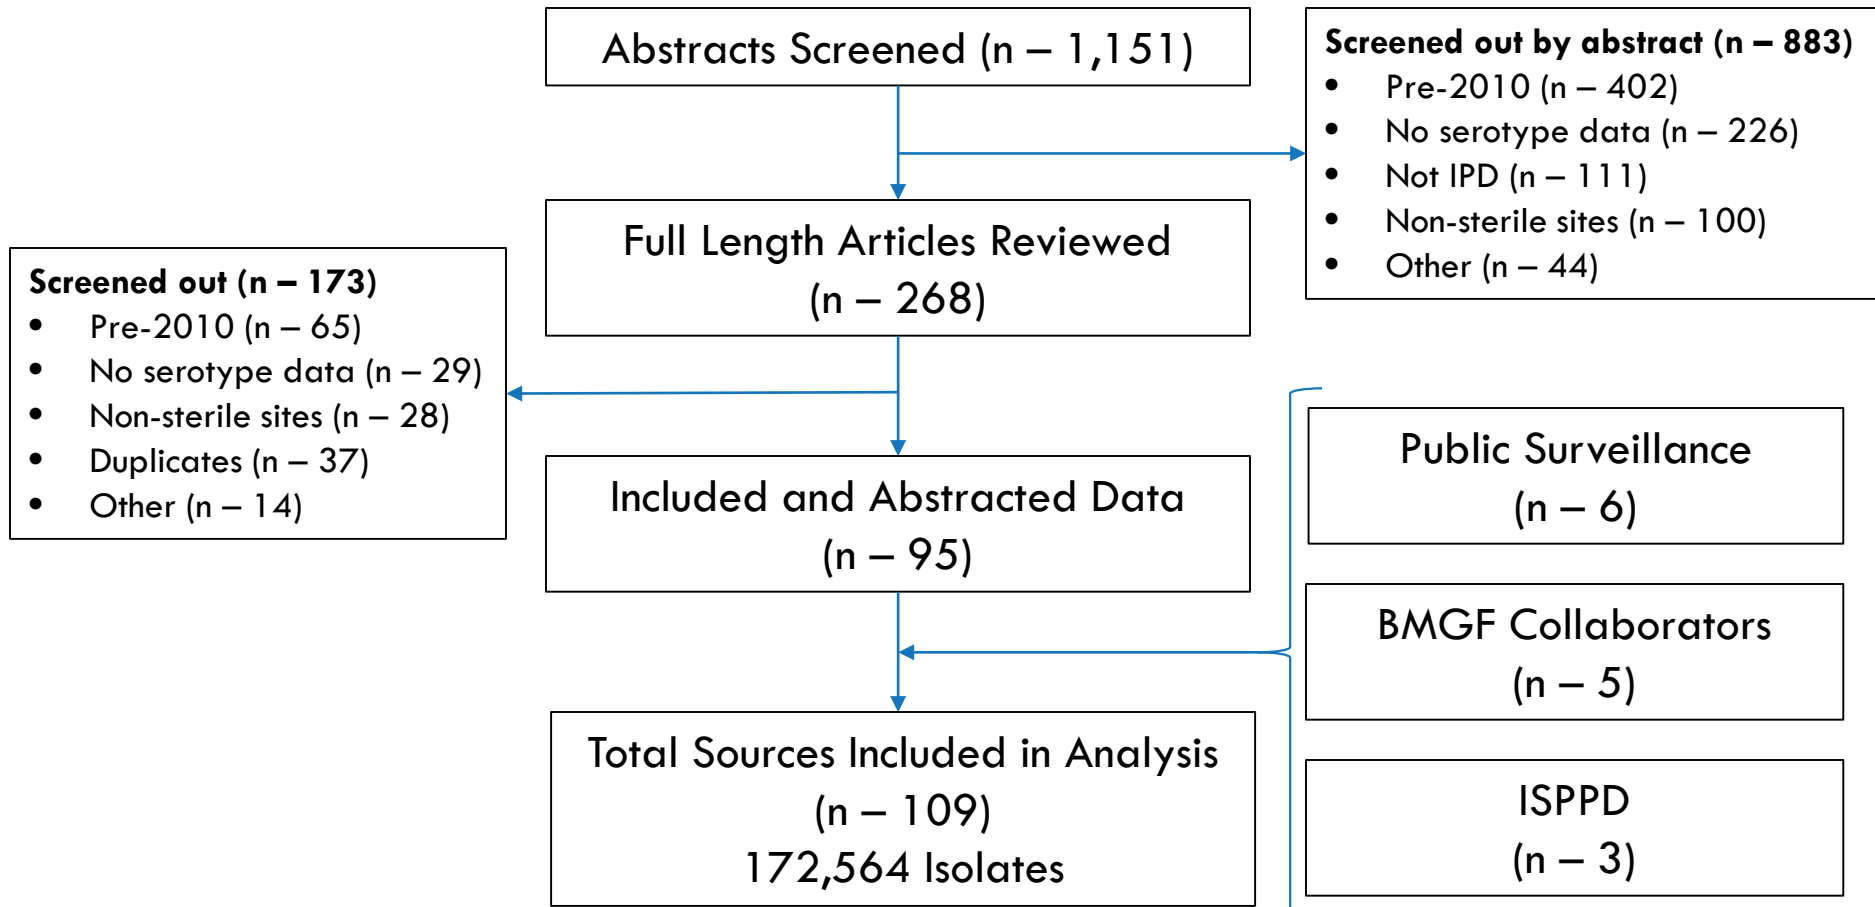 Abstracts Screened (n – 1,151)
Screened out by abstract (n – 883)
• Pre-2010 (n – 402)
• No serotype data (n – 226)
• Not IPD (n – 111)
• Non-sterile sites (n – 100)
• Other (n – 44)
Full Length Articles Reviewed
(n – 268)
Screened out (n – 173)
• Pre-2010 (n – 65)
• No serotype data (n – 29)
• Non-sterile sites (n – 28)
• Duplicates (n – 37)
• Other (n – 14)
Included and Abstracted Data
(n – 95)
Public Surveillance
(n – 6)
BMGF Collaborators
(n – 5)
ISPPD
(n – 3)
Total Sources Included in Analysis
(n – 109)
172,564 Isolates